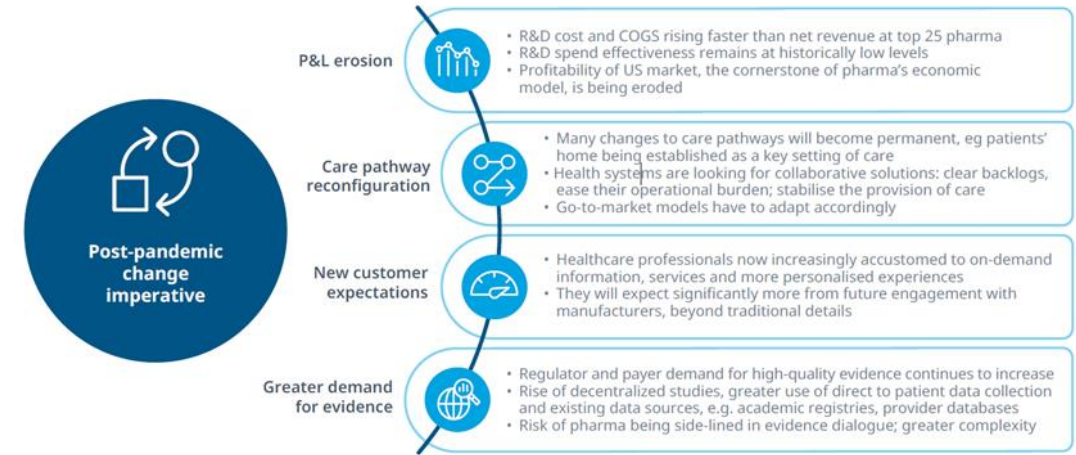 Post-pandemic
change
imperative
P&L erosion
• R&D cost and COGS rising faster than net revenue at top 25 pharma
• R&D spend effectiveness remains at historically low levels
• Profitability of US market, the cornerstone of pharma's economic
model, is being eroded
Care pathway
reconfiguration
• Many changes to care pathways will become permanent, eg patients'
home being established as a key setting of care
• Health systems are looking for collaborative solutions: clear backlogs,
ease their operational burden; stabilise the provision of care
• Go-to-market models have to adapt accordingly
New customer
expectations
• Healthcare professionals now increasingly accustomed to on-demand
information, services and more personalised experiences
• They will expect significantly more from future engagement with
manufacturers, beyond traditional details
Greater demand
for evidence
• Regulator and payer demand for high-quality evidence continues to increase
• Rise of decentralized studies, greater use of direct to patient data collection
and existing data sources, e.g. academic registries, provider databases
• Risk of pharma being side-lined in evidence dialogue; greater complexity